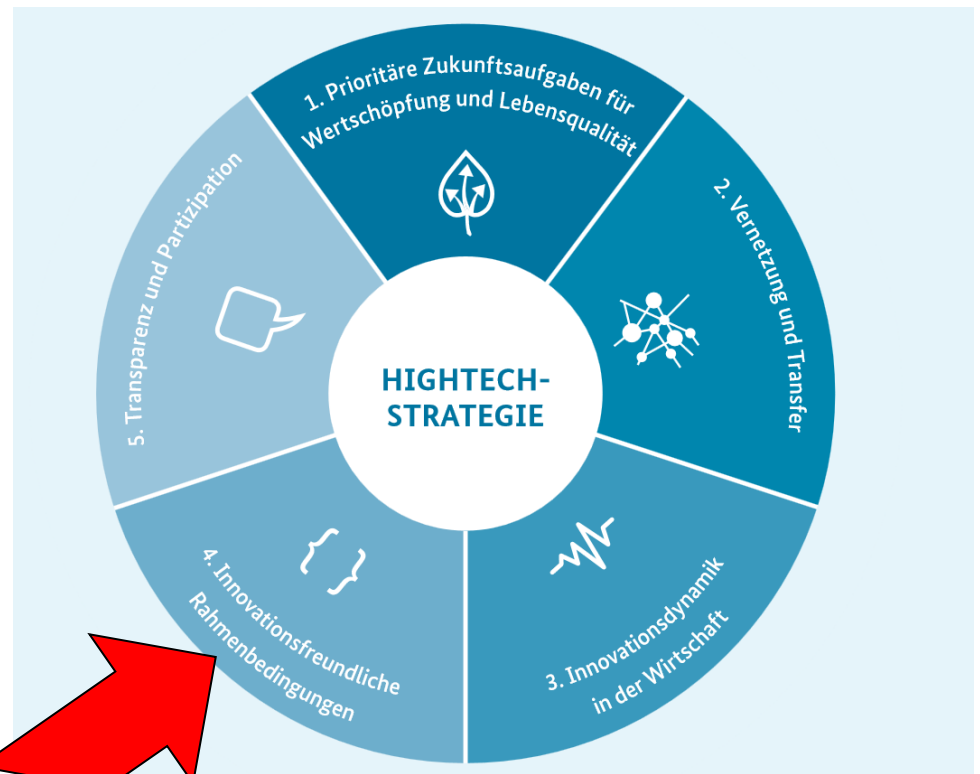 1. Prioritäre Zukunftsaufgaben für
Wertschöpfung und Lebensqualität
2. Vernetzung und Transfer
3. Innovationsdynamik
in der Wirtschaft
4. Innovationsfreundliche
Rahmenbedingungen
5. Transparenz und Partizipation
HIGHTECH-
STRATEGIE